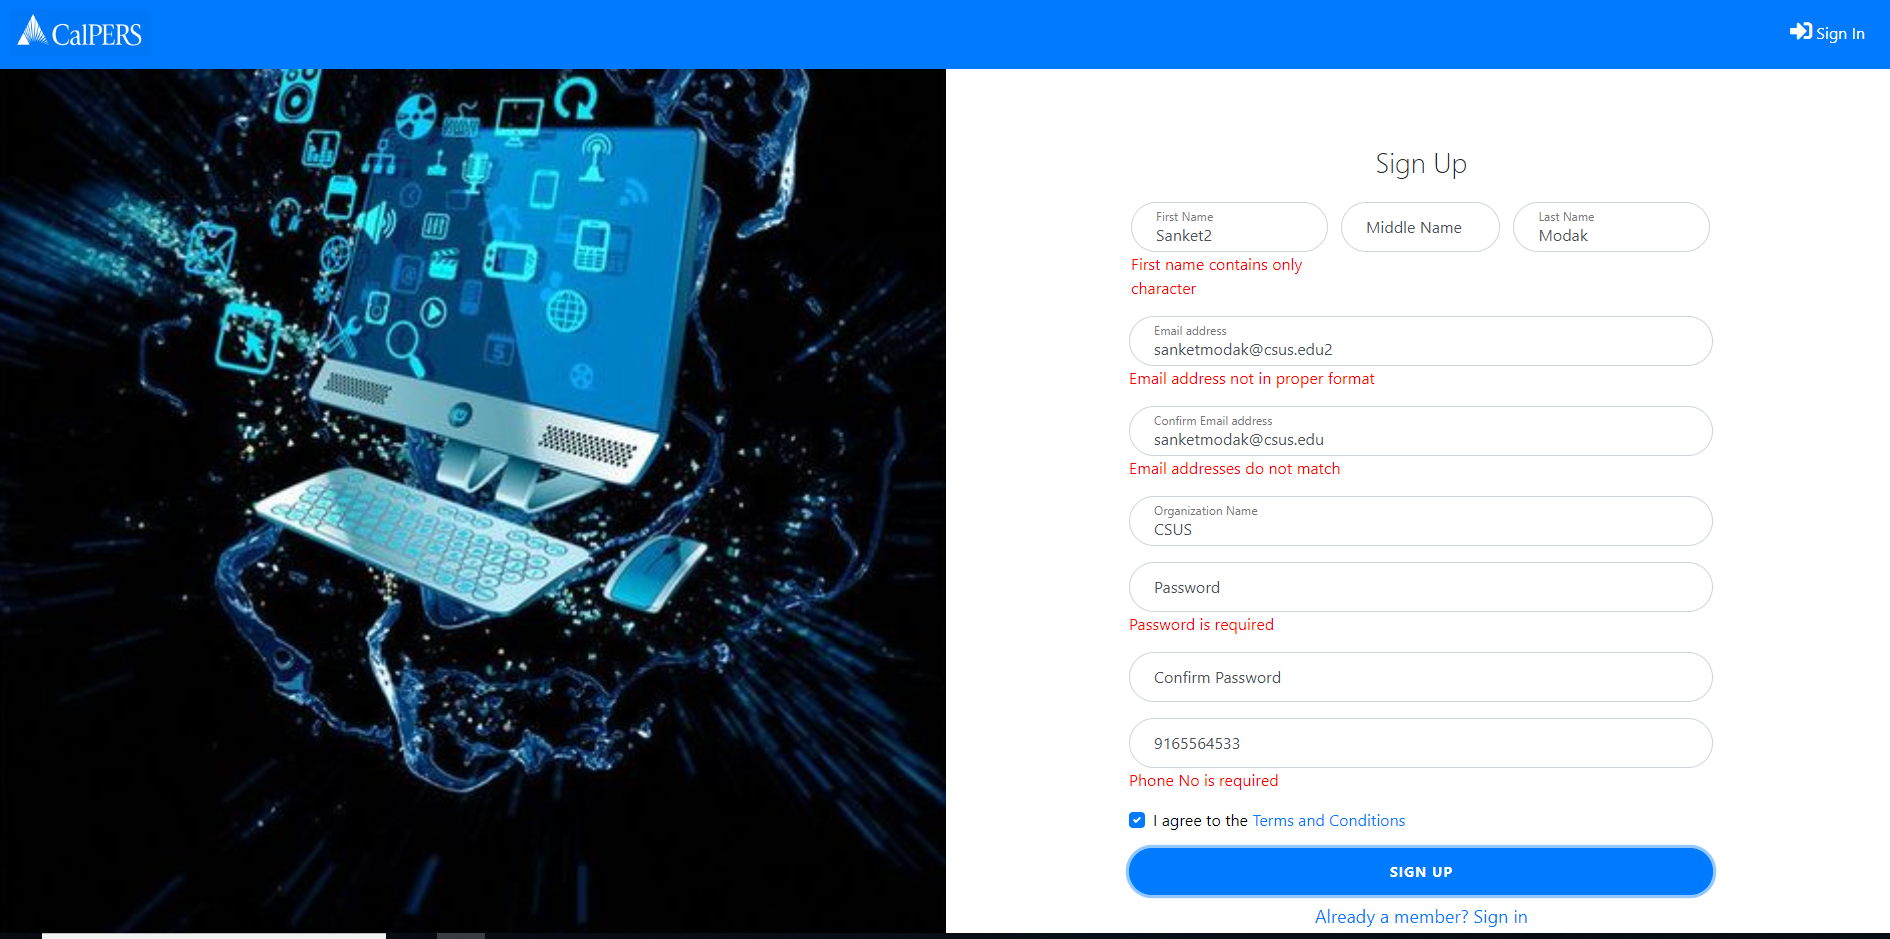 CalPERS
Sign In
Sign Up
First Name
Sanket2
Middle Name
Last Name
Modak
First name contains only
character
Email address
sanketmodak@csus.edu2
Email address not in proper format
Confirm Email address
sanketmodak@csus.edu
Email addresses do not match
Organization Name
CSUS
Password
Password is required
Confirm Password
9165564533
Phone No is required
I agree to the Terms and Conditions
SIGN UP
Already a member? Sign in
5